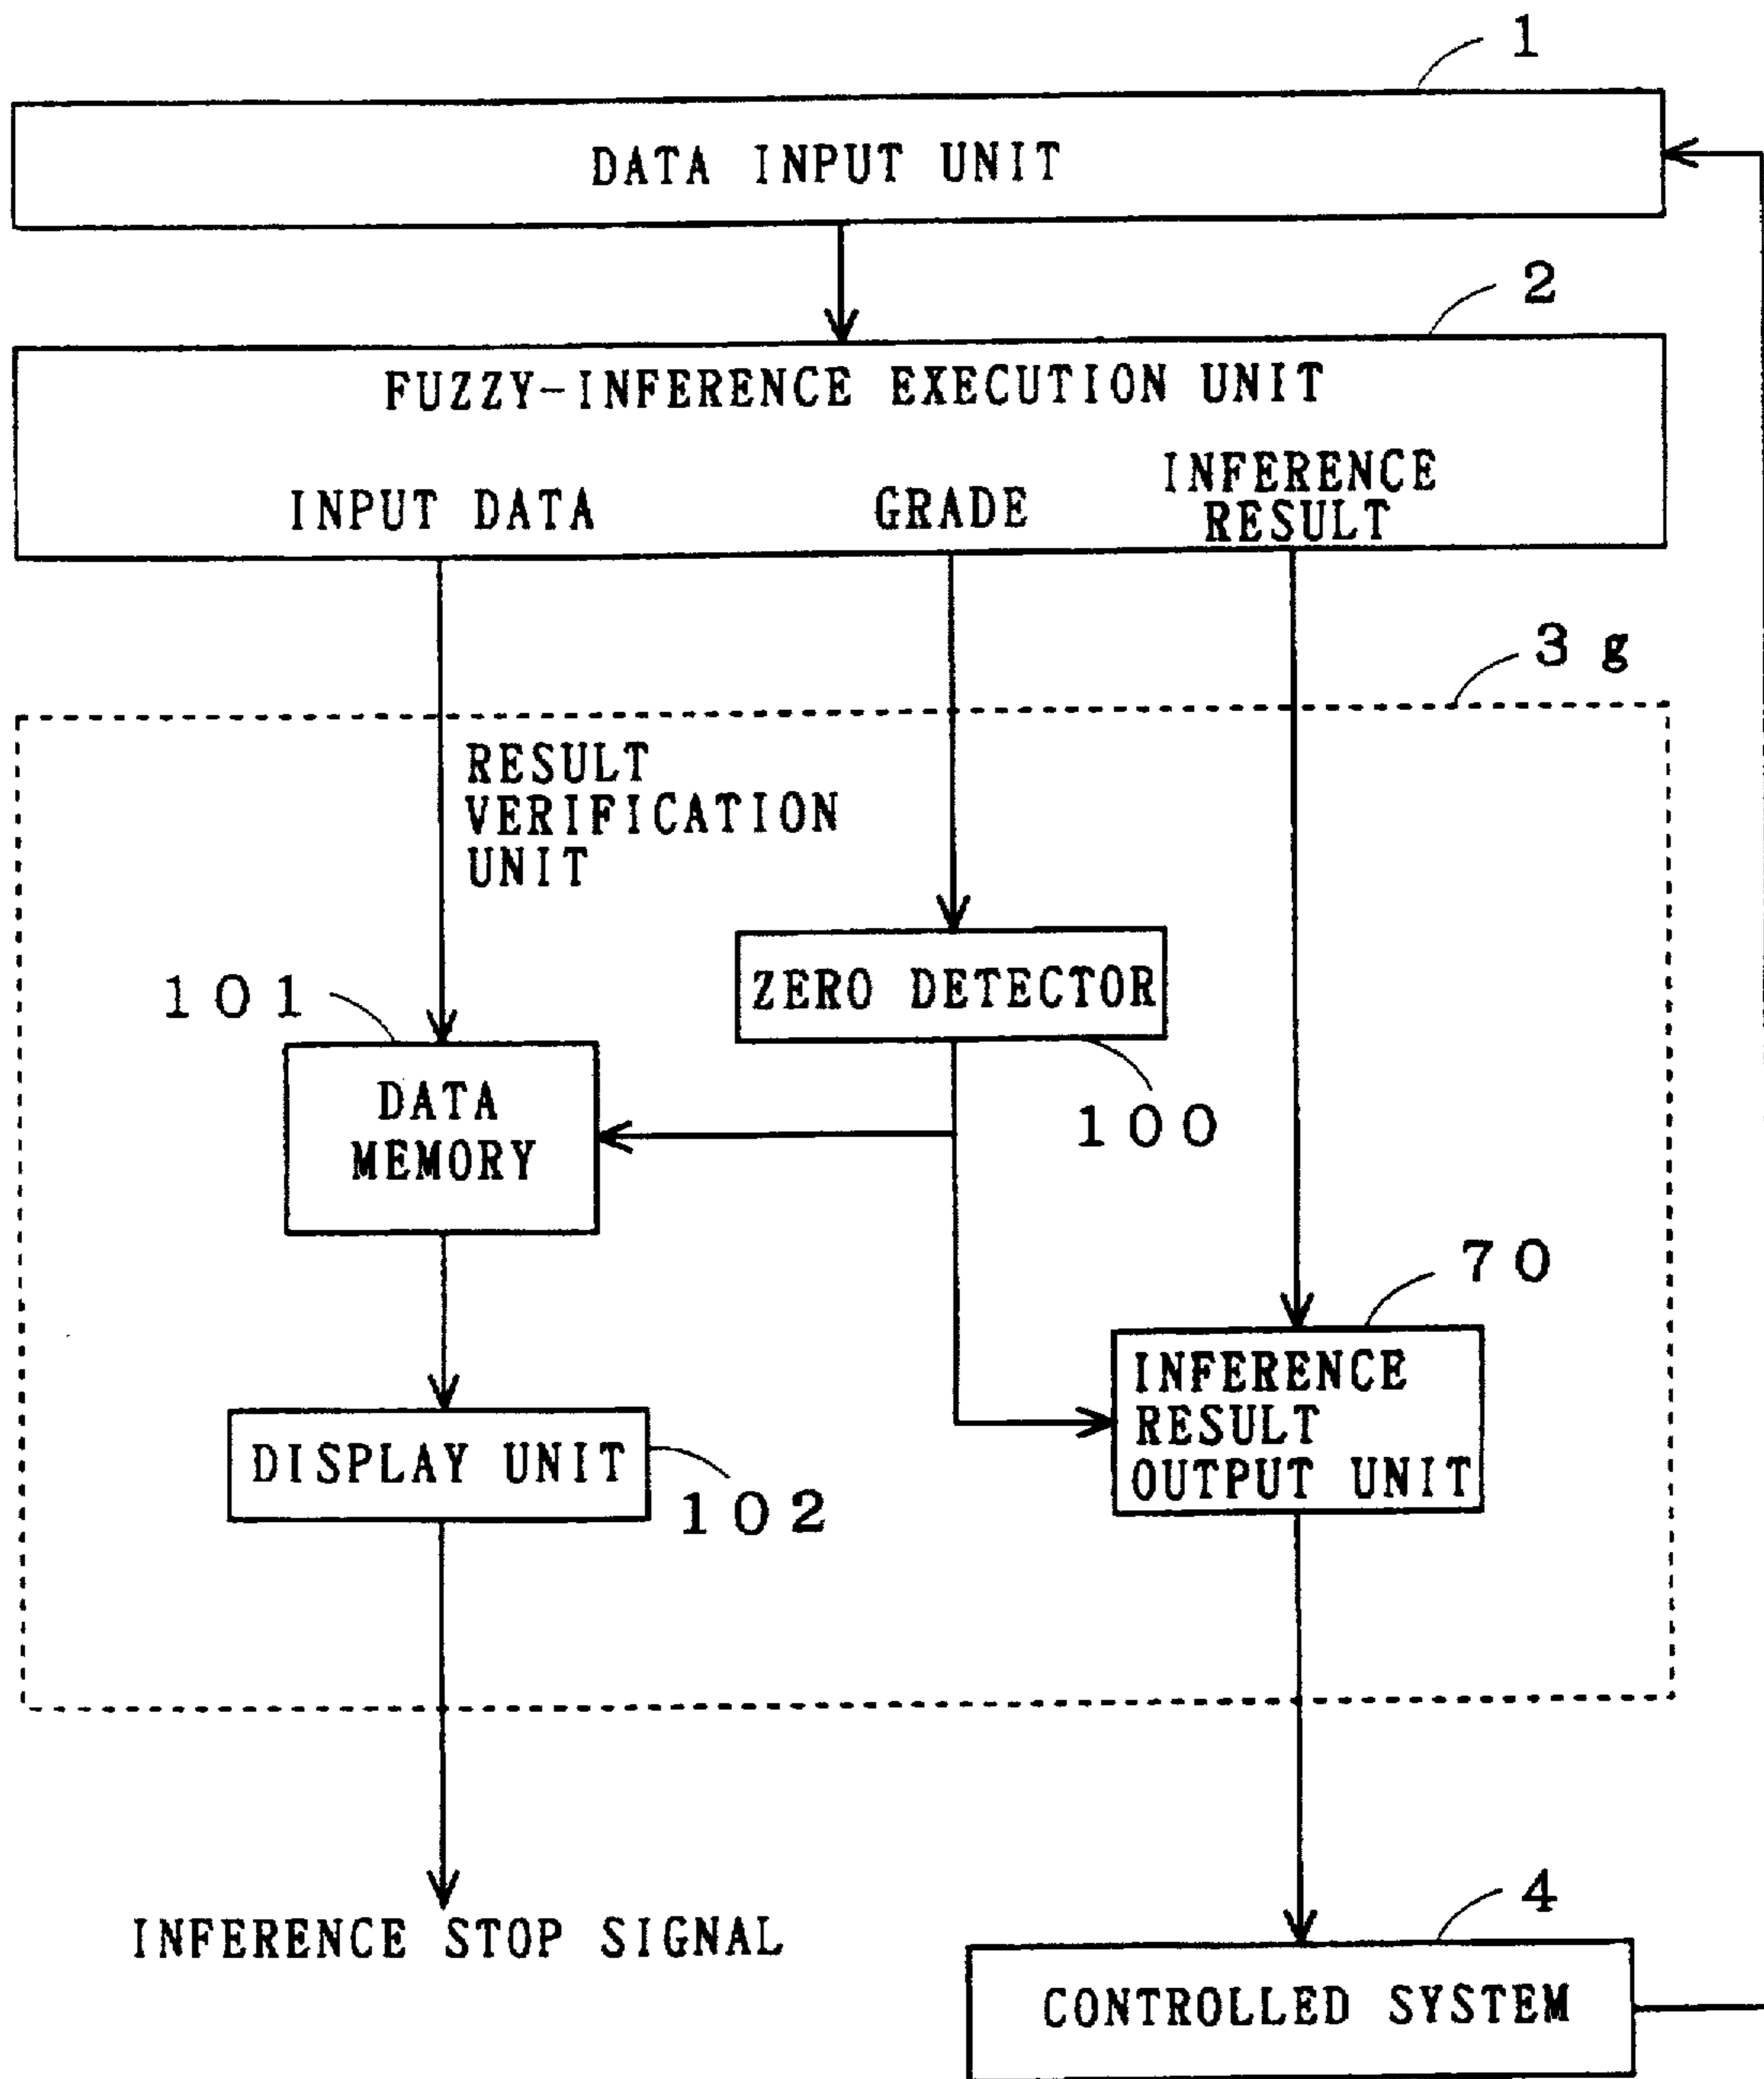 1
DATA INPUT UNIT
2
FUZZY-INFERENCE EXECUTION UNIT
INPUT DATA
GRADE
INFERENCE
RESULT
3g
RESULT
VERIFICATION
UNIT
ZERO DETECTOR
101
100
DATA
MEMORY
70
INFERENCE
RESULT
OUTPUT UNIT
DISPLAY UNIT
102
INFERENCE STOP SIGNAL
4
CONTROLLED SYSTEM